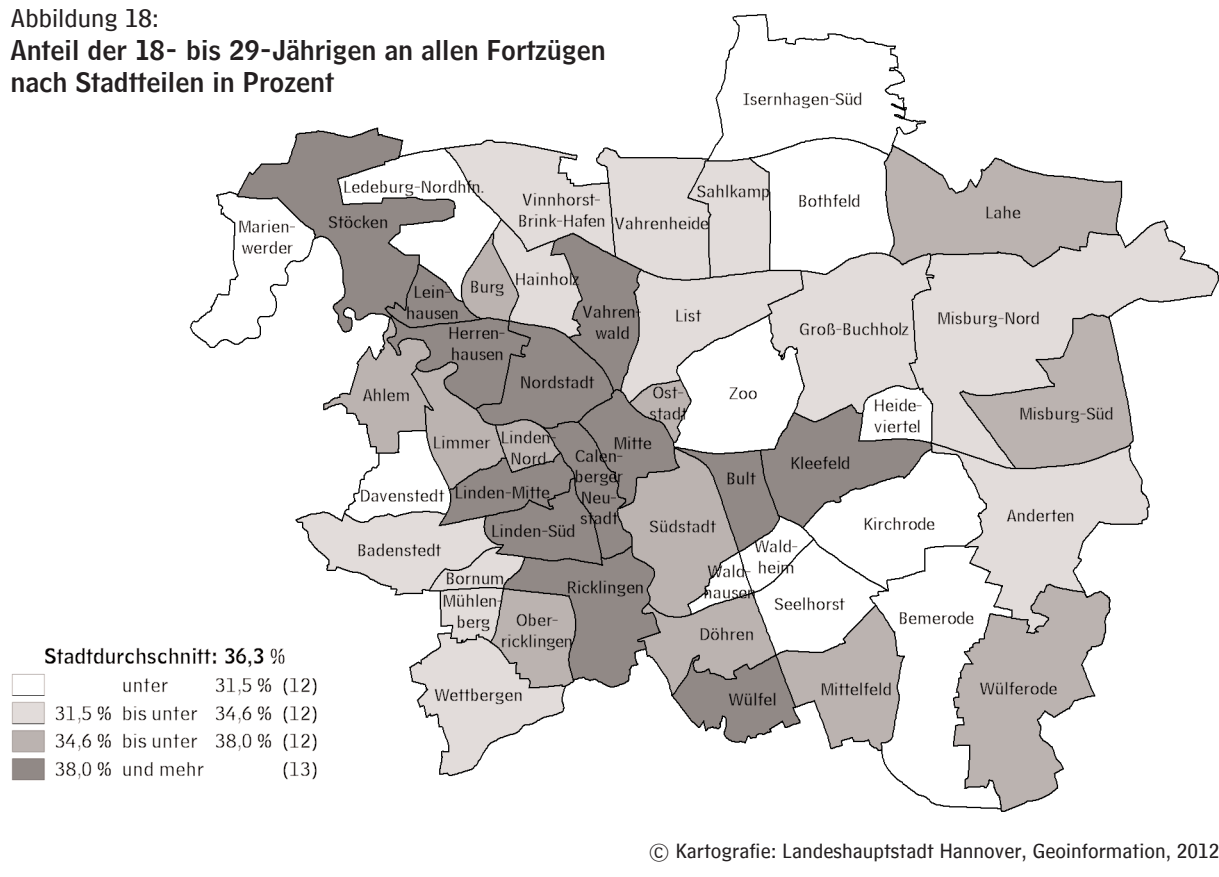 Abbildung 18:
Anteil der 18- bis 29-Jährigen an allen Fortzügen
nach Stadtteilen in Prozent
Isernhagen-Süd
Ledeburg-Nordhfn.
Vinnhorst-
Brink-Hafen
Vahrenheide
Sahlkamp
Bothfeld
Lahe
Stöcken
Marien-
werder
Lein-
hausen
Burg
Hainholz
Vahren-
wald
List
Groß-Buchholz
Misburg-Nord
Herren-
hausen
Nordstadt
Ahlem
Ost-
stadt
Zoo
Heide-
viertel
Misburg-Süd
Limmer
Linden-
Nord
Mitte
Calen-
berger
Neu-
stadt
Bult
Kleefeld
Davenstedt
Linden-Mitte
Linden-Süd
Südstadt
Kirchrode
Anderten
Badenstedt
Bornum
Mühlen-
berg
Ricklingen
Wald-
heim
Wald-
hausen
Seelhorst
Bemerode
Ober-
ricklingen
Döhren
Wettbergen
Wülfel
Mittelfeld
Wülferode
Stadtdurchschnitt: 36,3 %
unter 31,5 % (12)
31,5 % bis unter 34,6 % (12)
34,6 % bis unter 38,0 % (12)
38,0 % und mehr (13)
© Kartografie: Landeshauptstadt Hannover, Geoinformation, 2012